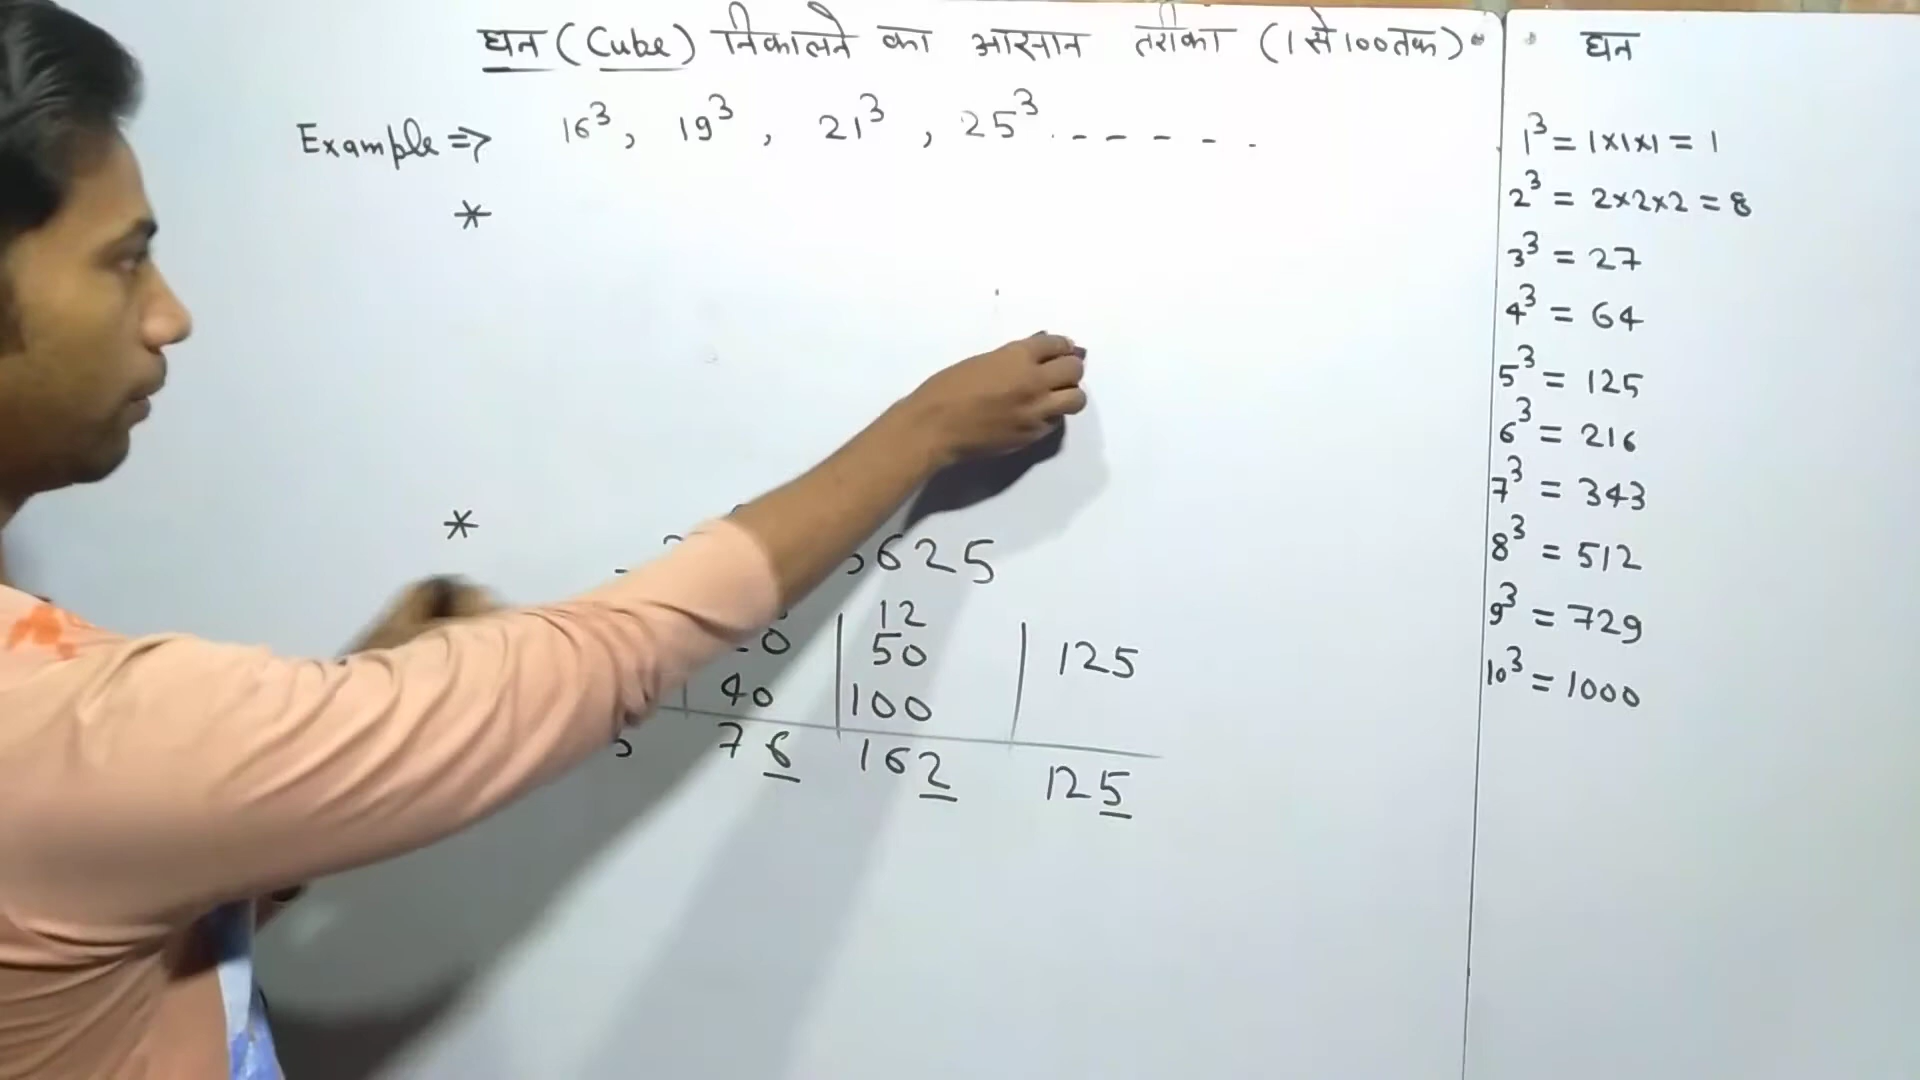 घन (Cube) निकालने का आसान तरीका (1 से 100 तक)
Example ⇒ 16³, 19³, 21³, 25³ - - - - -
*
*
625
12
50
125
40
100
76 162 125
घन
1³ = 1×1×1 = 1
2³ = 2×2×2 = 8
3³ = 27
4³ = 64
5³ = 125
6³ = 216
7³ = 343
8³ = 512
9³ = 729
10³ = 1000